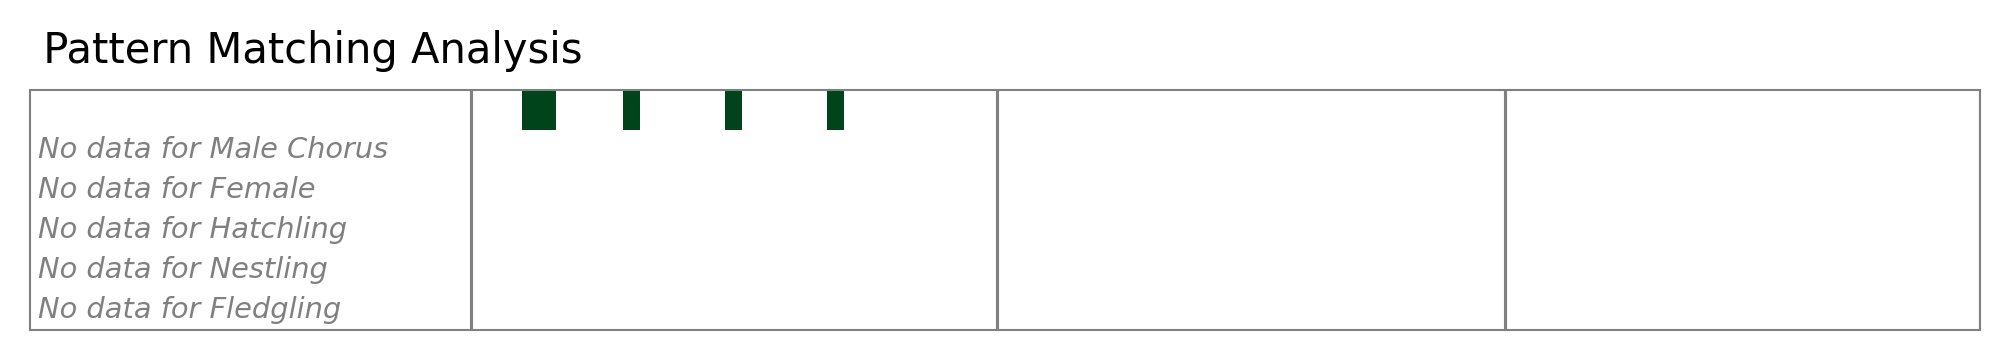 Pattern Matching Analysis
No data for Male Chorus
No data for Female
No data for Hatchling
No data for Nestling
No data for Fledgling